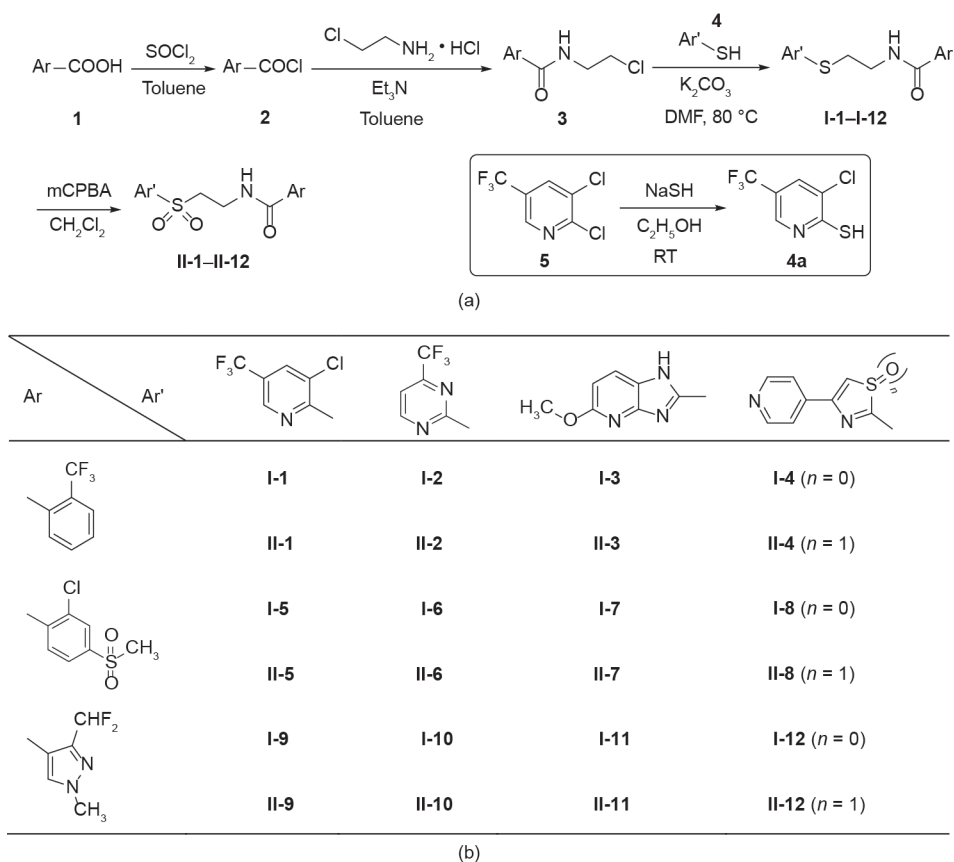 Ar—COOH
1
SOCl2
Toluene
Ar—COCl
2
Cl NH2 • HCl
Et3N
Toluene
Ar N H O Cl
3
4
Ar' SH
K2CO3
DMF, 80 °C
Ar' S H N Ar O
I-1–I-12
mCPBA
CH2Cl2
Ar' S O O H N Ar O
II-1–II-12
F3C Cl N Cl
5
NaSH
C2H5OH
RT
F3C Cl N SH
4a
(a)
Ar Ar'
F3C Cl N
CF3 N N
H3C O N N H N
N N S O n
CF3
I-1 I-2 I-3 I-4 (n = 0)
II-1 II-2 II-3 II-4 (n = 1)
Cl O S CH3 O
I-5 I-6 I-7 I-8 (n = 0)
II-5 II-6 II-7 II-8 (n = 1)
CHF2 N N CH3
I-9 I-10 I-11 I-12 (n = 0)
II-9 II-10 II-11 II-12 (n = 1)
(b)